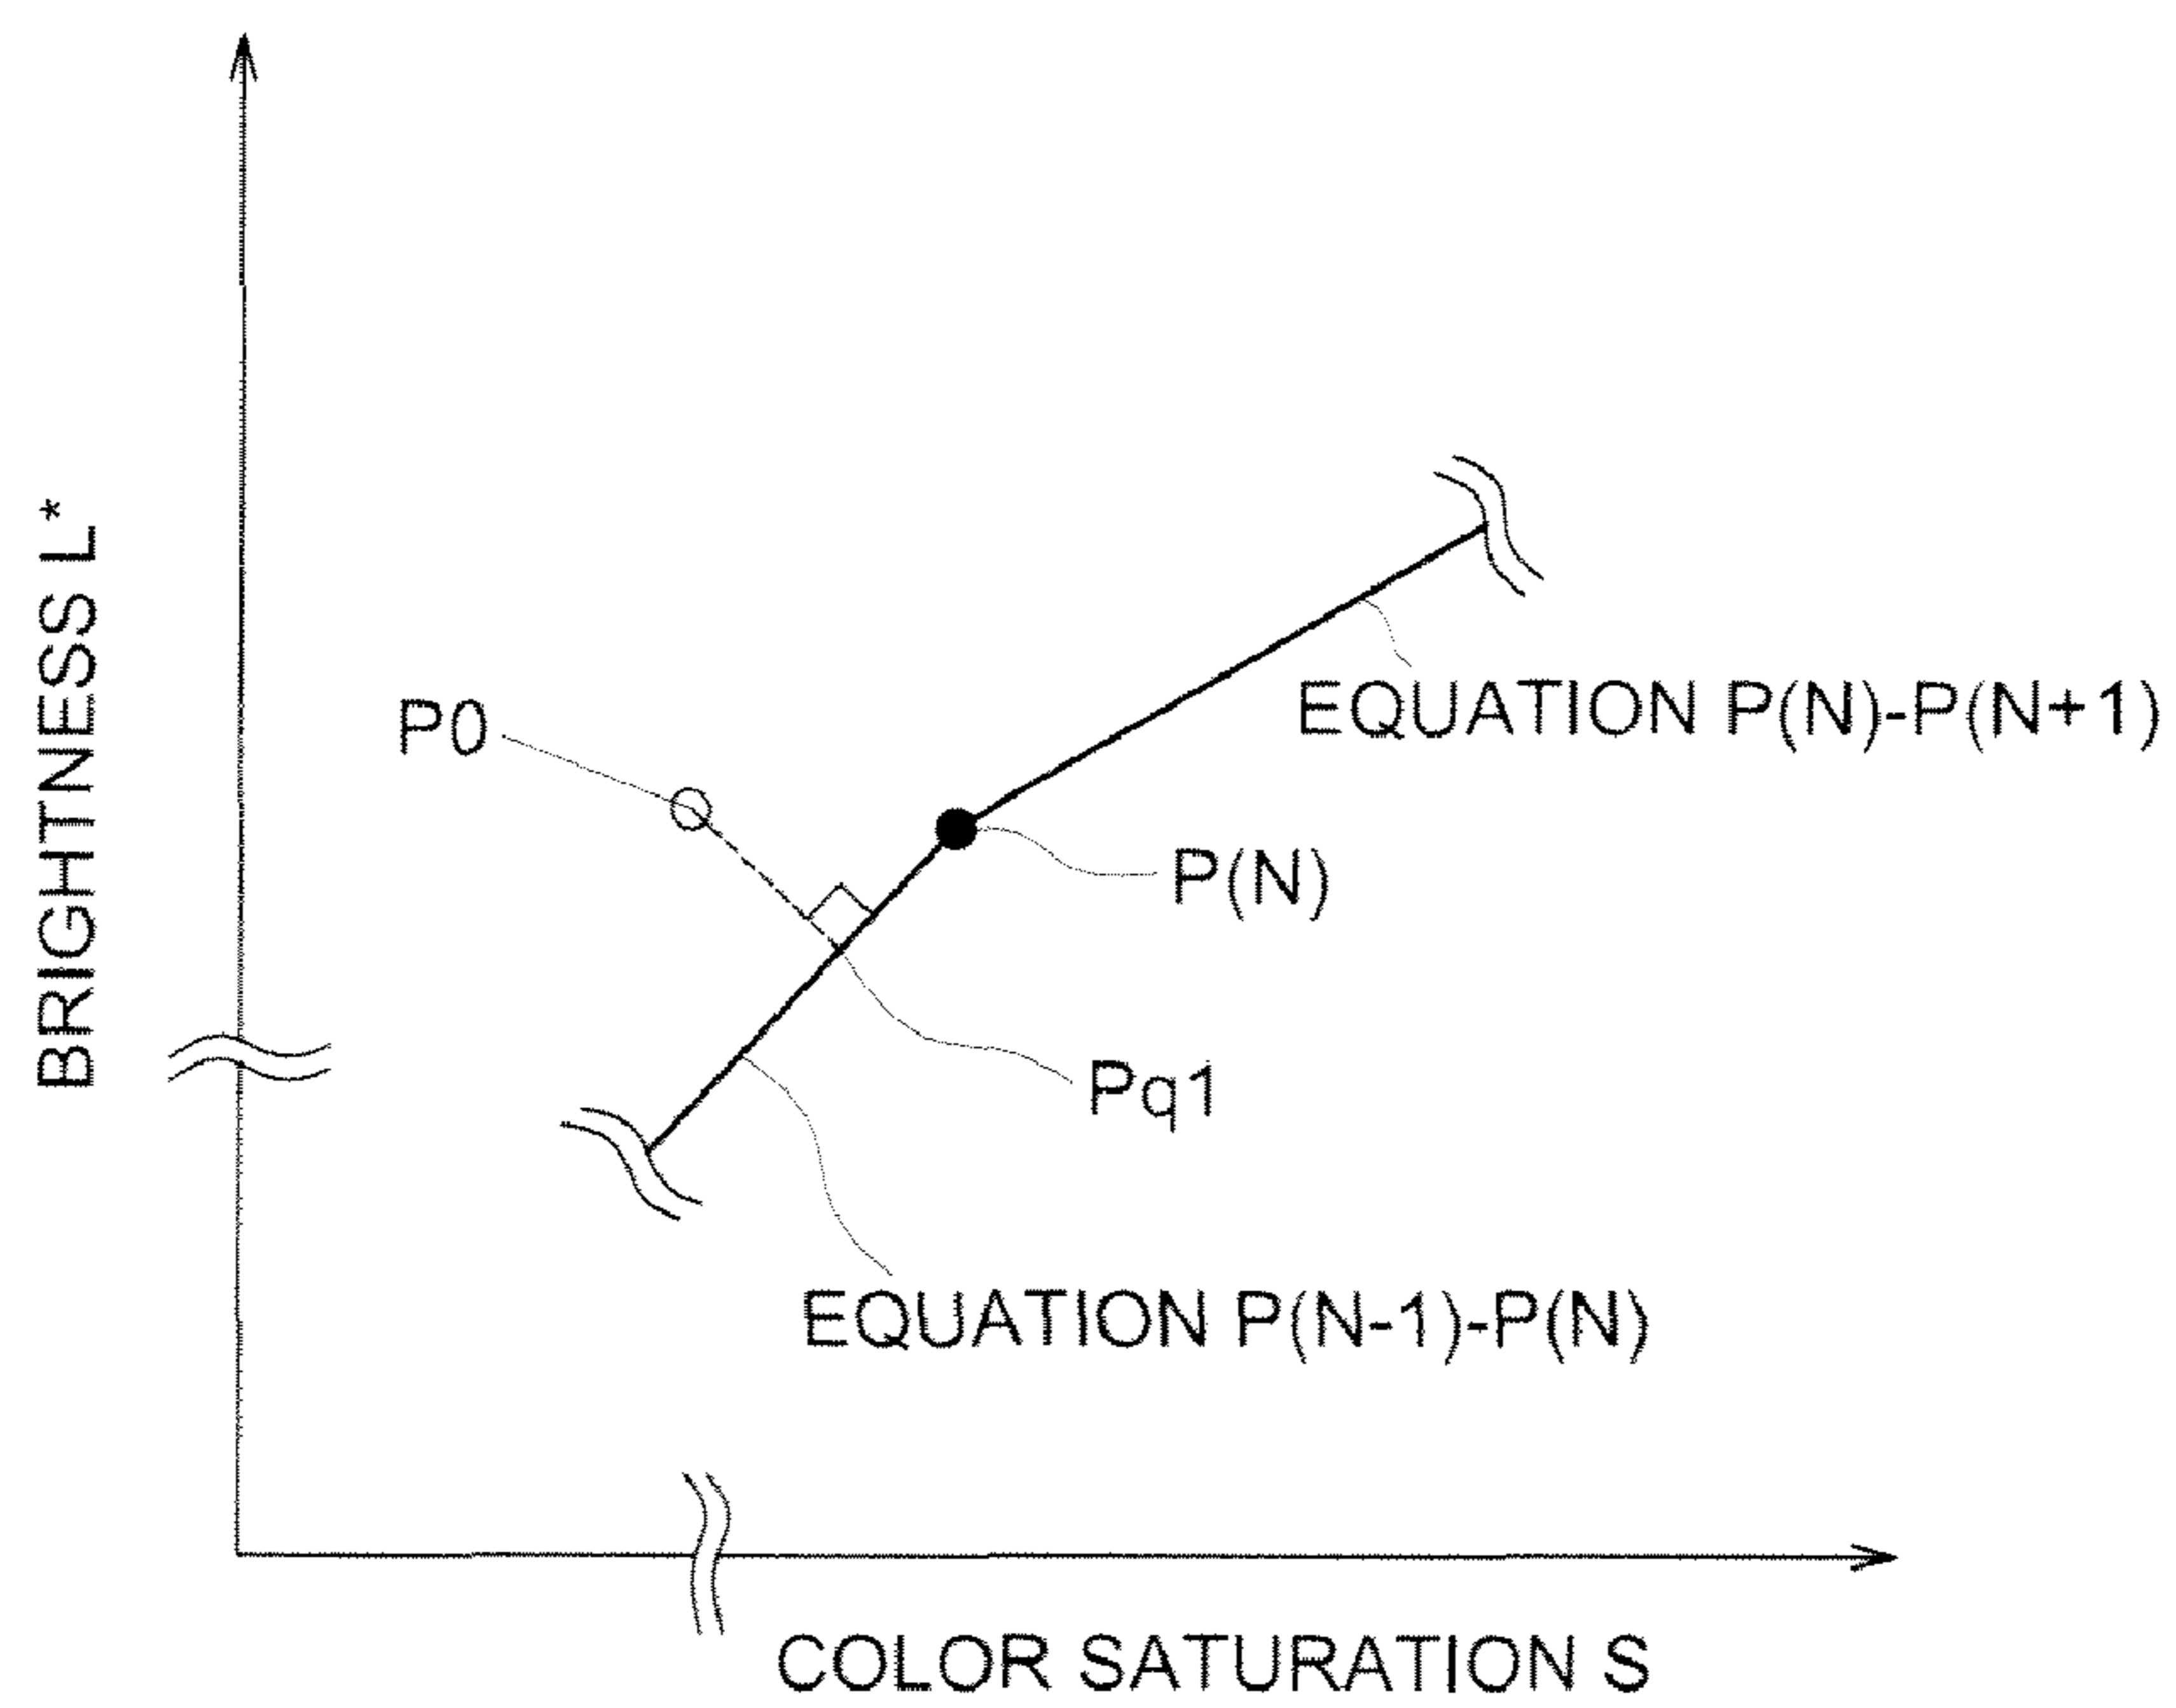 BRIGHTNESS L*
EQUATION P(N)-P(N+1)
P0
P(N)
Pq1
EQUATION P(N-1)-P(N)
COLOR SATURATION S